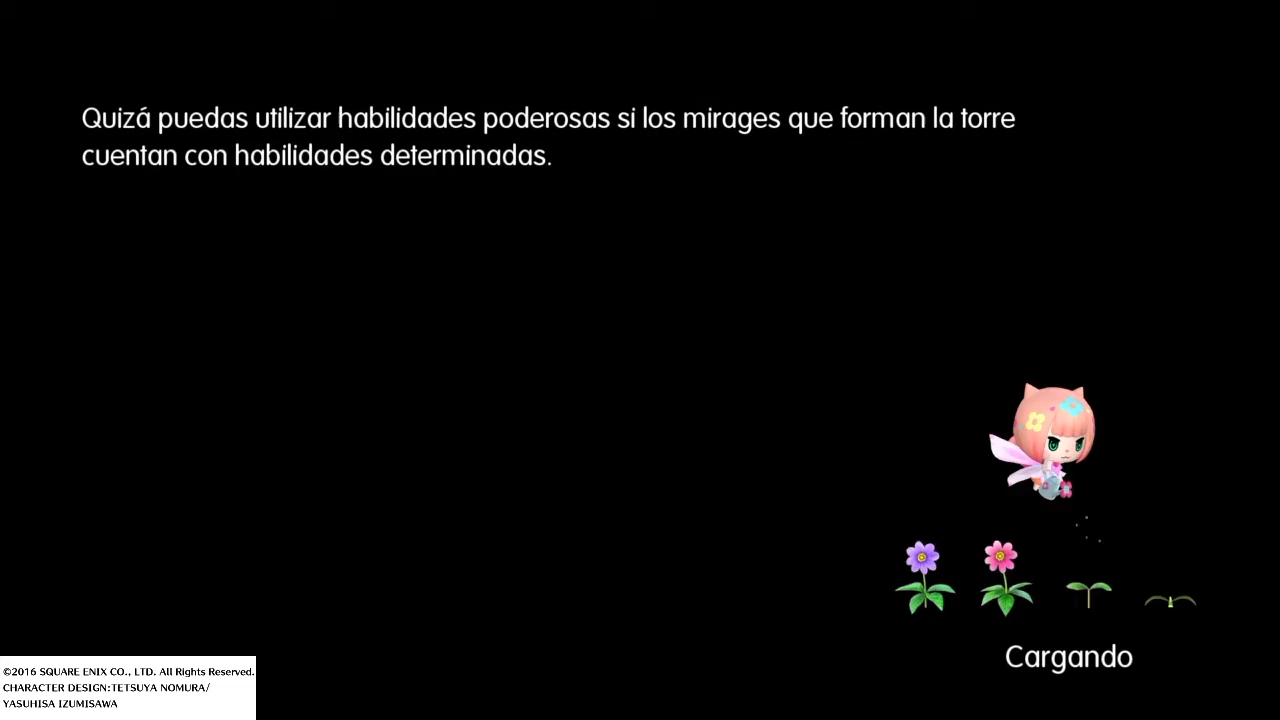 Quizá puedas utilizar habilidades poderosas si los mirages que forman la torre
cuentan con habilidades determinadas.
Cargando
©2016 SQUARE ENIX CO., LTD. All Rights Reserved.
CHARACTER DESIGN:TETSUYA NOMURA/
YASUHISA IZUMISAWA